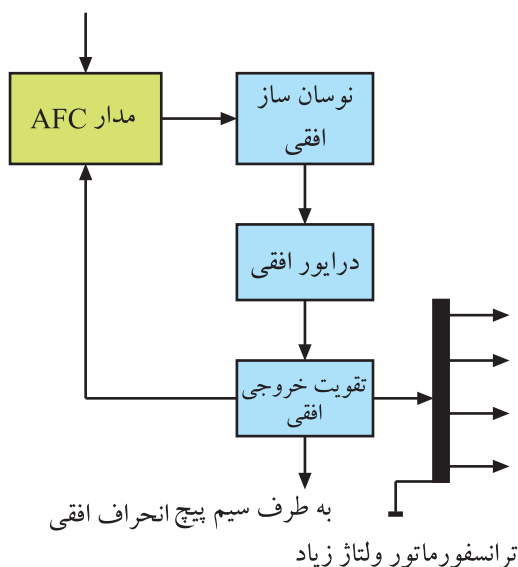 مدار AFC
نوسان ساز
افقی
درایور افقی
تقویت خروجی
افقی
به طرف سیم پیچ انحراف افقی
ترانسفورماتور ولتاژ زیاد